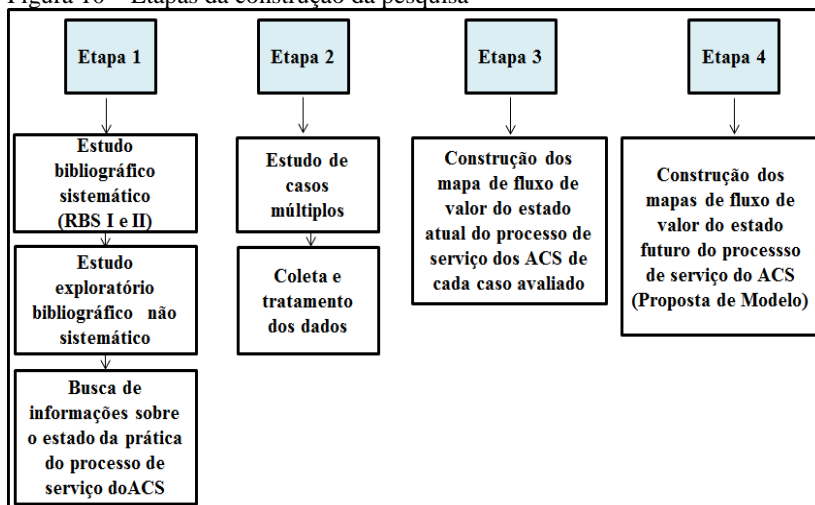 Figura 16 – Etapas da construção da pesquisa
Etapa 1
Estudo
bibliográfico
sistemático
(RBS I e II)
Estudo
exploratório
bibliográfico não
sistemático
Busca de
informações sobre
o estado da prática
do processo de
serviço doACS
Etapa 2
Estudo de
casos
múltiplos
Coleta e
tratamento
dos dados
Etapa 3
Construção dos
mapa de fluxo de
valor do estado
atual do processo de
serviço dos ACS de
cada caso avaliado
Etapa 4
Construção dos
mapas de fluxo de
valor do estado
futuro do processso
de serviço do ACS
(Proposta de Modelo)